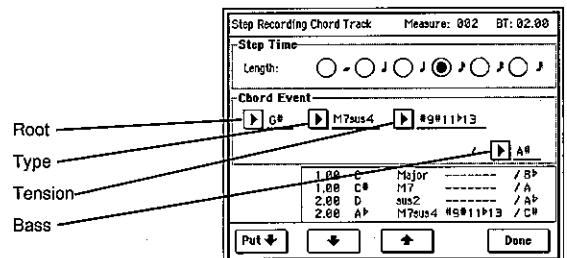 Step Recording Chord Track Measure: 002 BT: 02.00
Step Time
Length:
Chord Event
Root
G# M7sus4 #9#11♭13
Type
/ A#
Tension
Bass
1.00 C Major ------- / B♭
1.00 C# M7 ------- / A
2.00 D sus2 ------- / A♭
2.00 A♭ M7sus4 #9#11♭13 / C#
Put Done